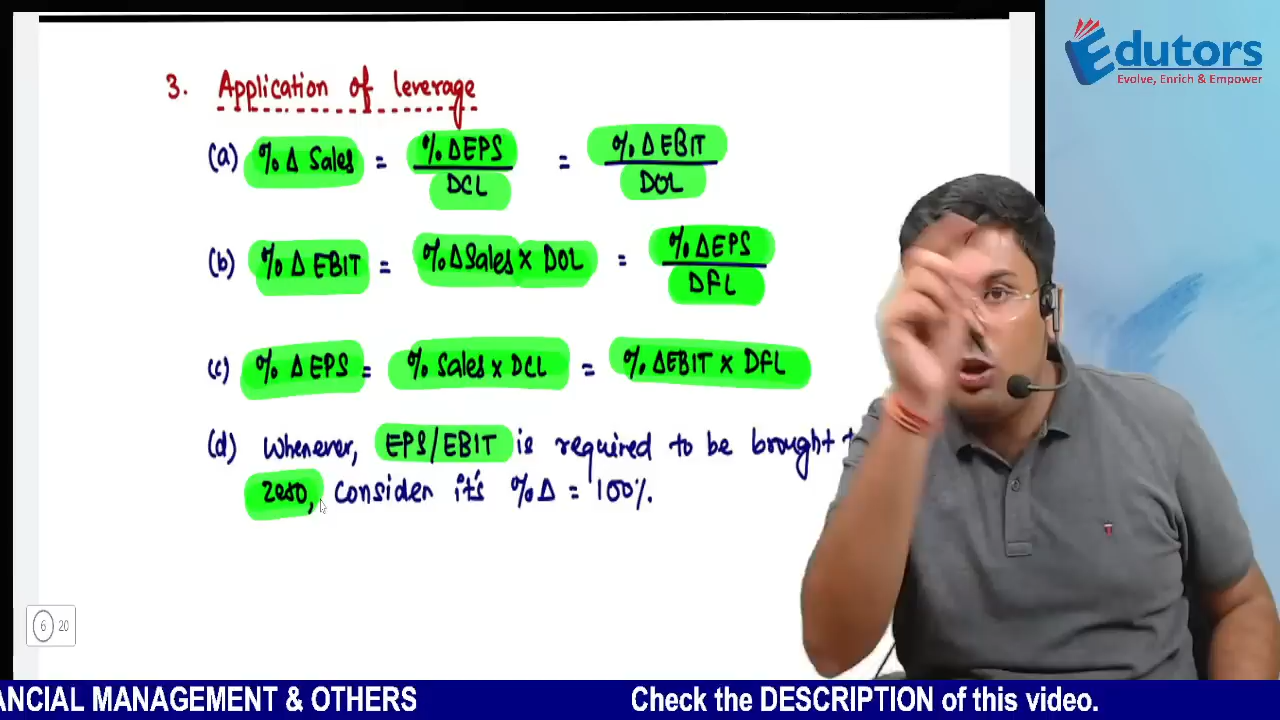 Edutors
Evolve, Enrich & Empower
3. Application of leverage
(a) % Δ Sales = % ΔEPS / DCL = % ΔEBIT / DOL
(b) % Δ EBIT = % ΔSales × DOL = % ΔEPS / DFL
(c) % Δ EPS = % Sales × DCL = % ΔEBIT × DFL
(d) Whenever, EPS/EBIT is required to be brought
zero, consider it's % Δ = 100%.
6 20
ANCIAL MANAGEMENT & OTHERS Check the DESCRIPTION of this video.